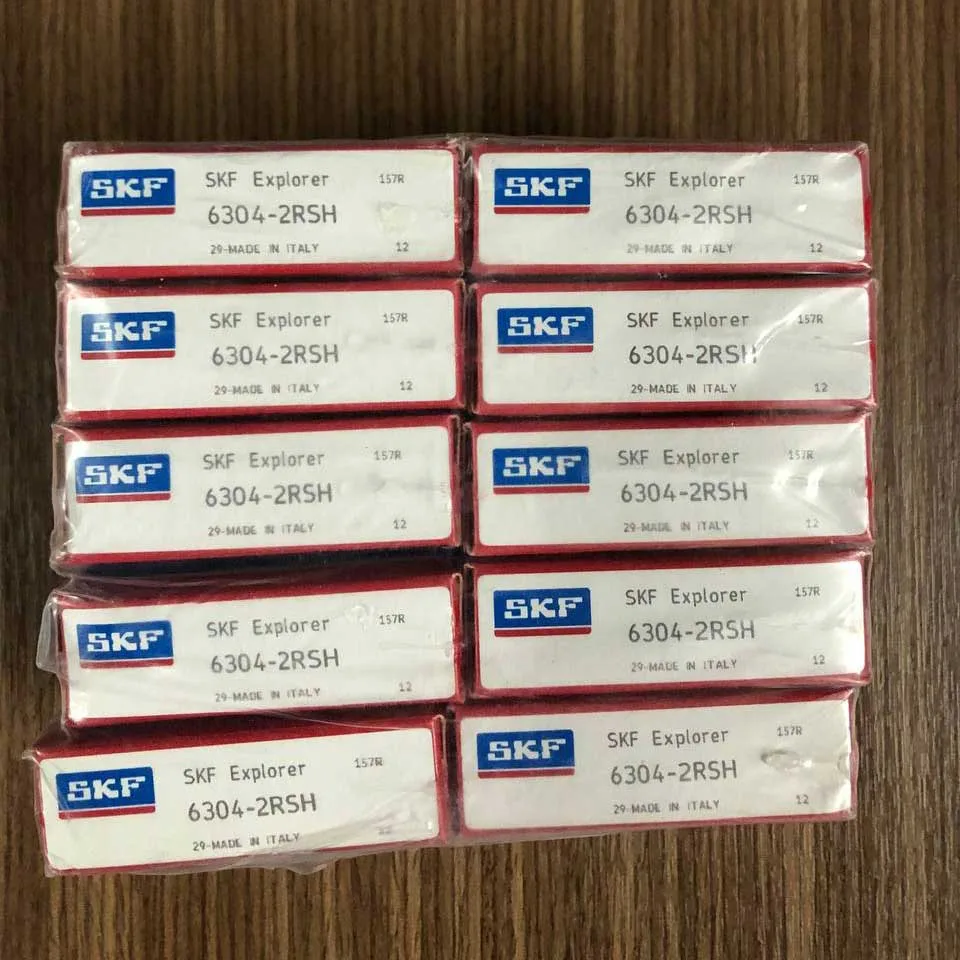 SKF SKF Explorer 157R
6304-2RSH
29-MADE IN ITALY 12
SKF SKF Explorer 157R
6304-2RSH
29-MADE IN ITALY 12
SKF SKF Explorer 157R
6304-2RSH
29-MADE IN ITALY 12
SKF SKF Explorer 157R
6304-2RSH
29-MADE IN ITALY 12
SKF SKF Explorer 157R
6304-2RSH
29-MADE IN ITALY 12
SKF SKF Explorer 157R
6304-2RSH
29-MADE IN ITALY 12
SKF SKF Explorer 157R
6304-2RSH
29-MADE IN ITALY 12
SKF SKF Explorer 157R
6304-2RSH
29-MADE IN ITALY 12
SKF SKF Explorer 157R
6304-2RSH
29-MADE IN ITALY
SKF SKF Explorer 157R
6304-2RSH
29-MADE IN ITALY 12